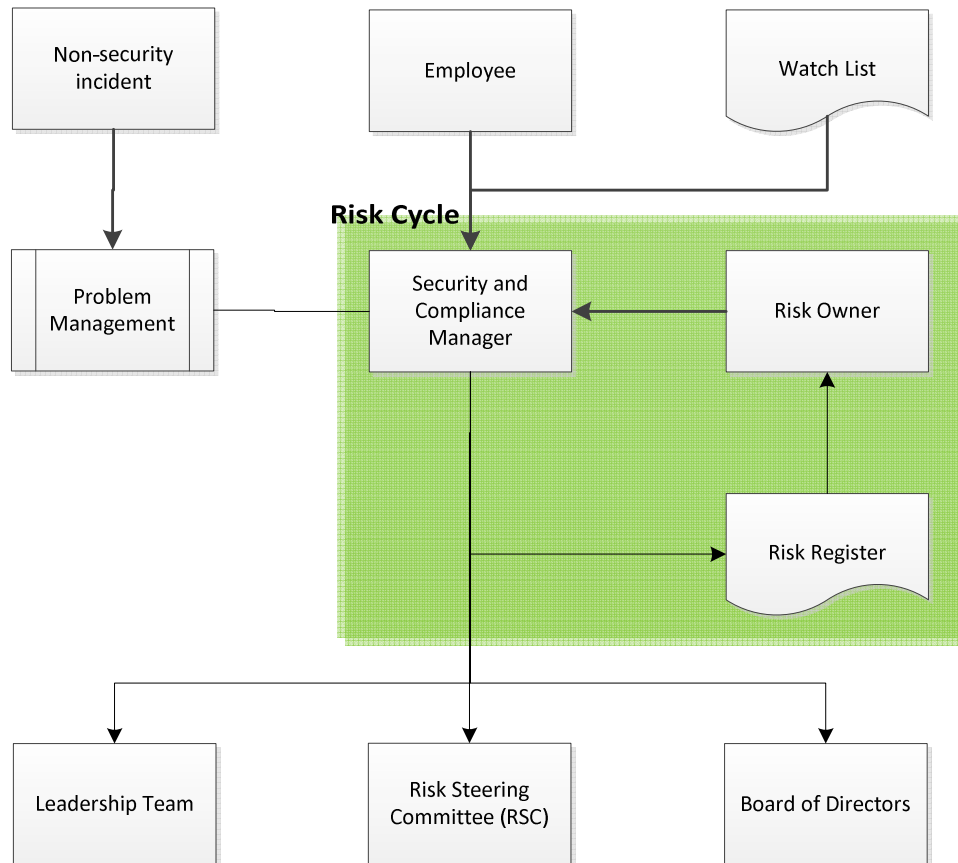 Non-security
incident
Employee
Watch List
Risk Cycle
Problem
Management
Security and
Compliance
Manager
Risk Owner
Risk Register
Leadership Team
Risk Steering
Committee (RSC)
Board of Directors